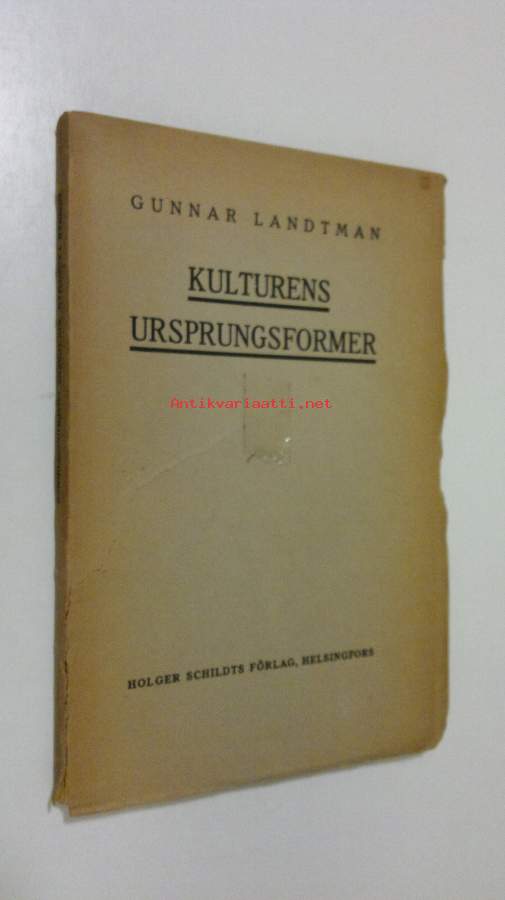 GUNNAR LANDTMAN
KULTURENS
URSPRUNGSFORMER
Antikvariaatti.net
HOLGER SCHILDTS FÖRLAG, HELSINGFORS